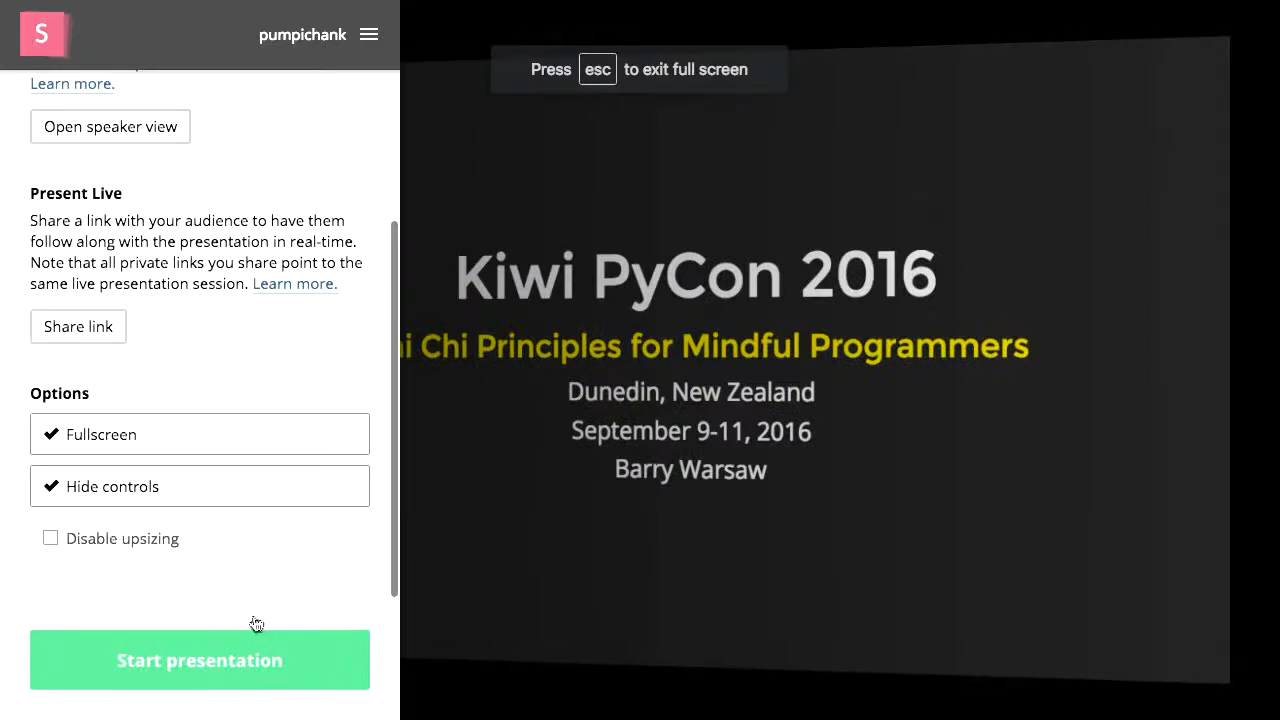 S
pumpichank
Learn more.
Open speaker view
Present Live
Share a link with your audience to have them
follow along with the presentation in real-time.
Note that all private links you share point to the
same live presentation session. Learn more.
Share link
Options
Fullscreen
Hide controls
Disable upsizing
Start presentation
Press esc to exit full screen
Kiwi PyCon 2016
Chi Principles for Mindful Programmers
Dunedin, New Zealand
September 9-11, 2016
Barry Warsaw